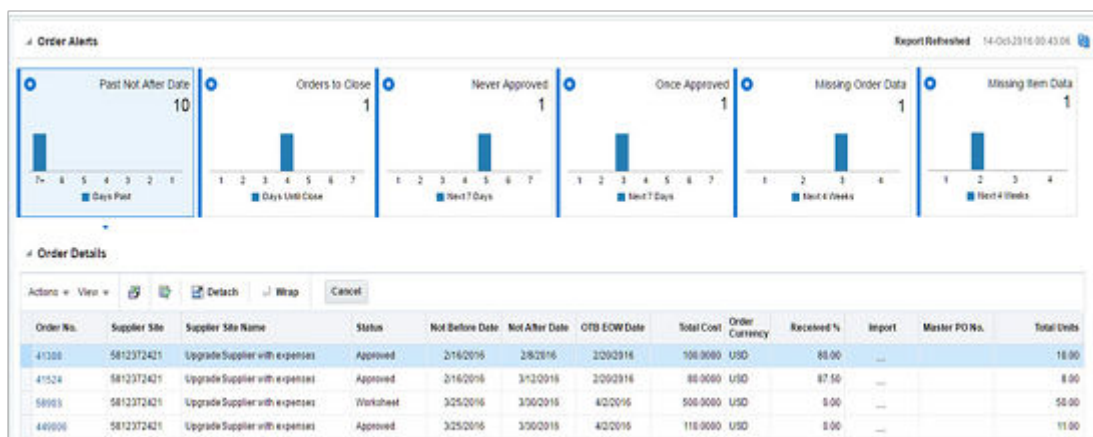 Order Alerts
Report Refreshed 14-Oct-2016 00:43:06
Past Not After Date
10
7+ 6 5 4 3 2 1
Days Past
Orders to Close
1
1 2 3 4 5 6 7
Days Until Close
Never Approved
1
1 2 3 4 5 6 7
Next 7 Days
Once Approved
1
1 2 3 4 5 6 7
Next 7 Days
Missing Order Data
1
1 2 3 4
Next 4 Weeks
Missing Item Data
1
1 2 3 4
Next 4 Weeks
Order Details
Actions View Detach Wrap Cancel
Order No. Supplier Site Supplier Site Name Status Not Before Date Not After Date OTB EOW Date Total Cost Order Currency Received % Import Master PO No. Total Units
5812372421 Upgrade Supplier with expenses Approved 2/16/2016 2/8/2016 2/20/2016 100.0000 USD 80.00 ... 10.00
41524 5812372421 Upgrade Supplier with expenses Approved 2/16/2016 3/12/2016 2/20/2016 80.0000 USD 87.50 ... 8.00
5812372421 Upgrade Supplier with expenses Worksheet 3/25/2016 3/30/2016 4/2/2016 500.0000 USD 0.00 ... 50.00
5812372421 Upgrade Supplier with expenses Approved 3/25/2016 3/30/2016 4/2/2016 110.0000 USD 0.00 ... 11.00